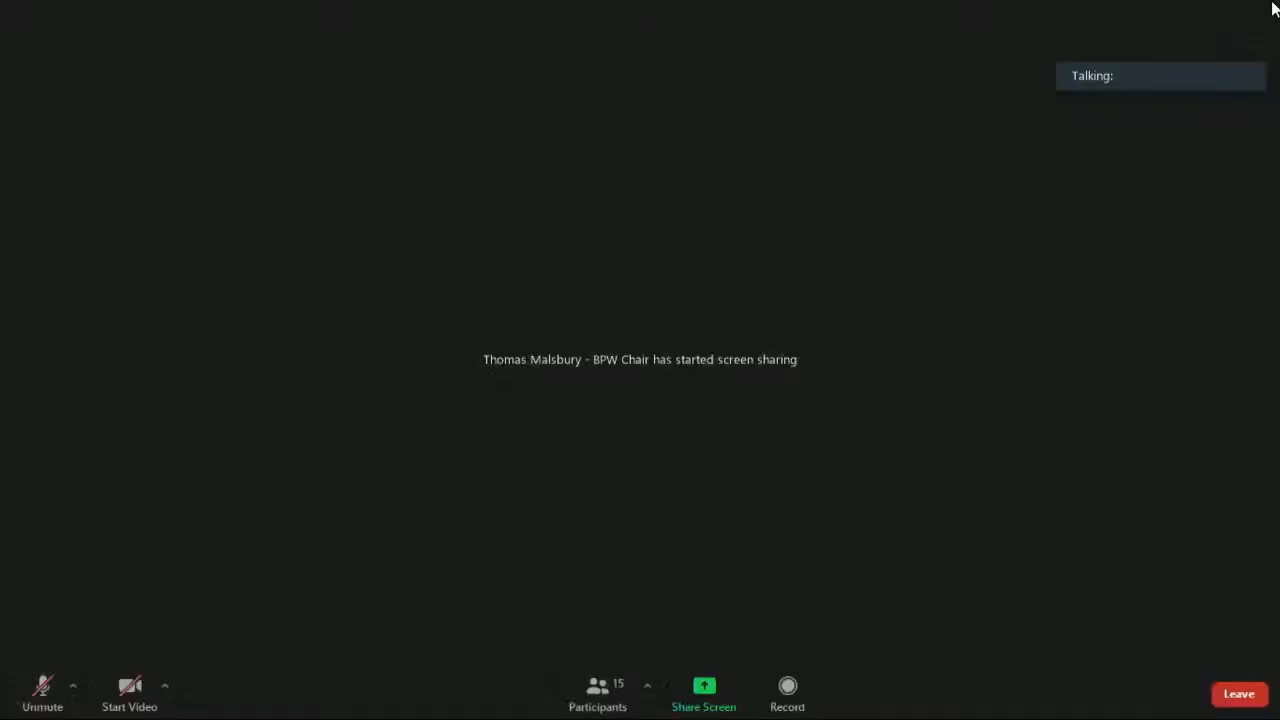 Talking:
Thomas Malsbury - BPW Chair has started screen sharing
Unmute
Start Video
15
Participants
Share Screen
Record
Leave